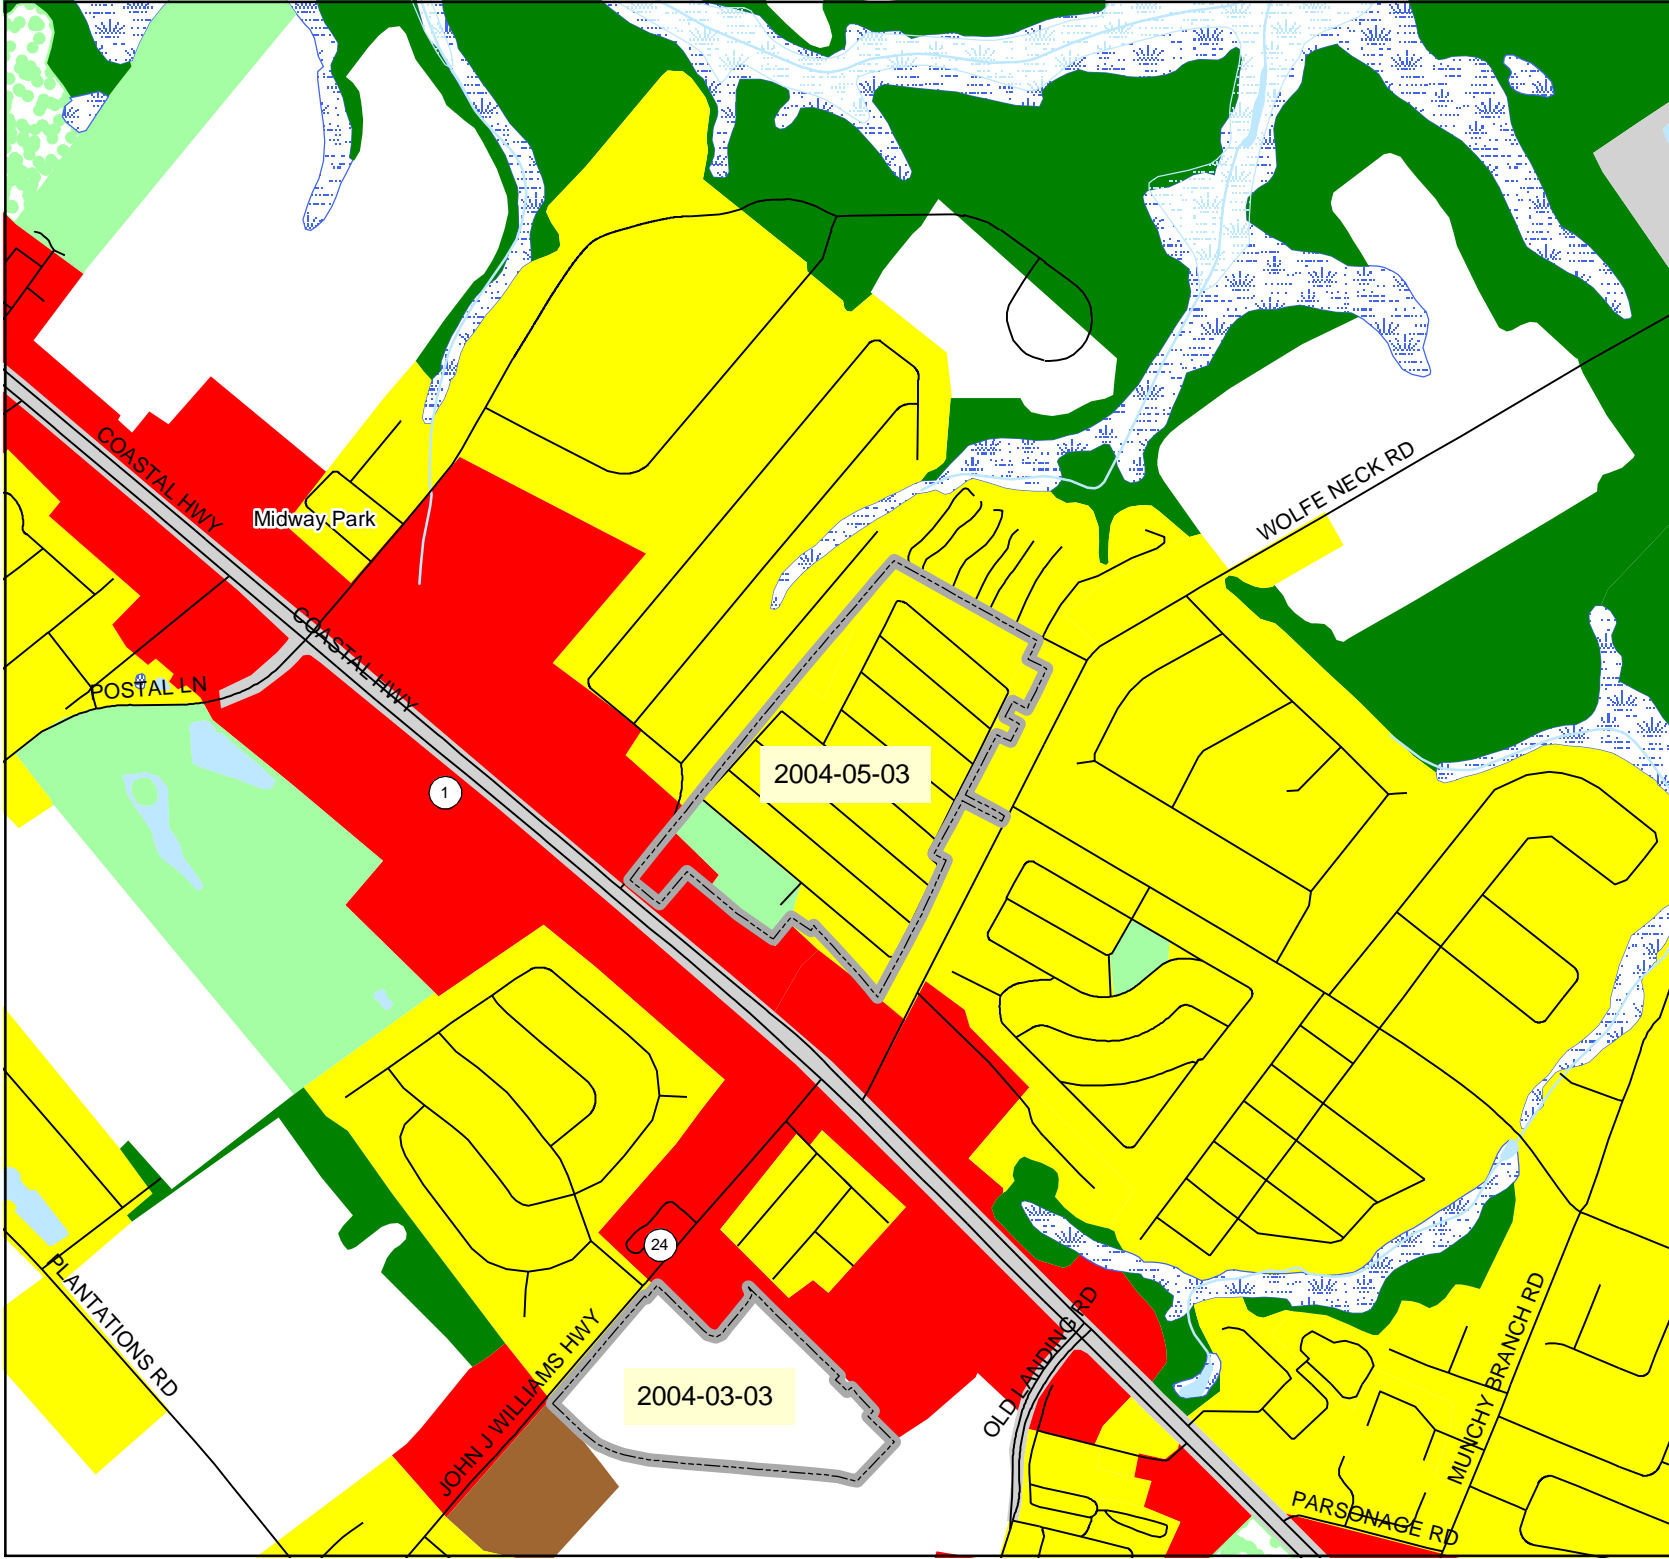 COASTAL HWY
WOLFE NECK RD
Midway Park
COASTAL HWY
POSTAL LN
2004-05-03
1
24
PLANTATIONS RD
JOHN J WILLIAMS HWY
2004-03-03
OLD LANDING RD
MUNCHY BRANCH RD
PARSONAGE RD